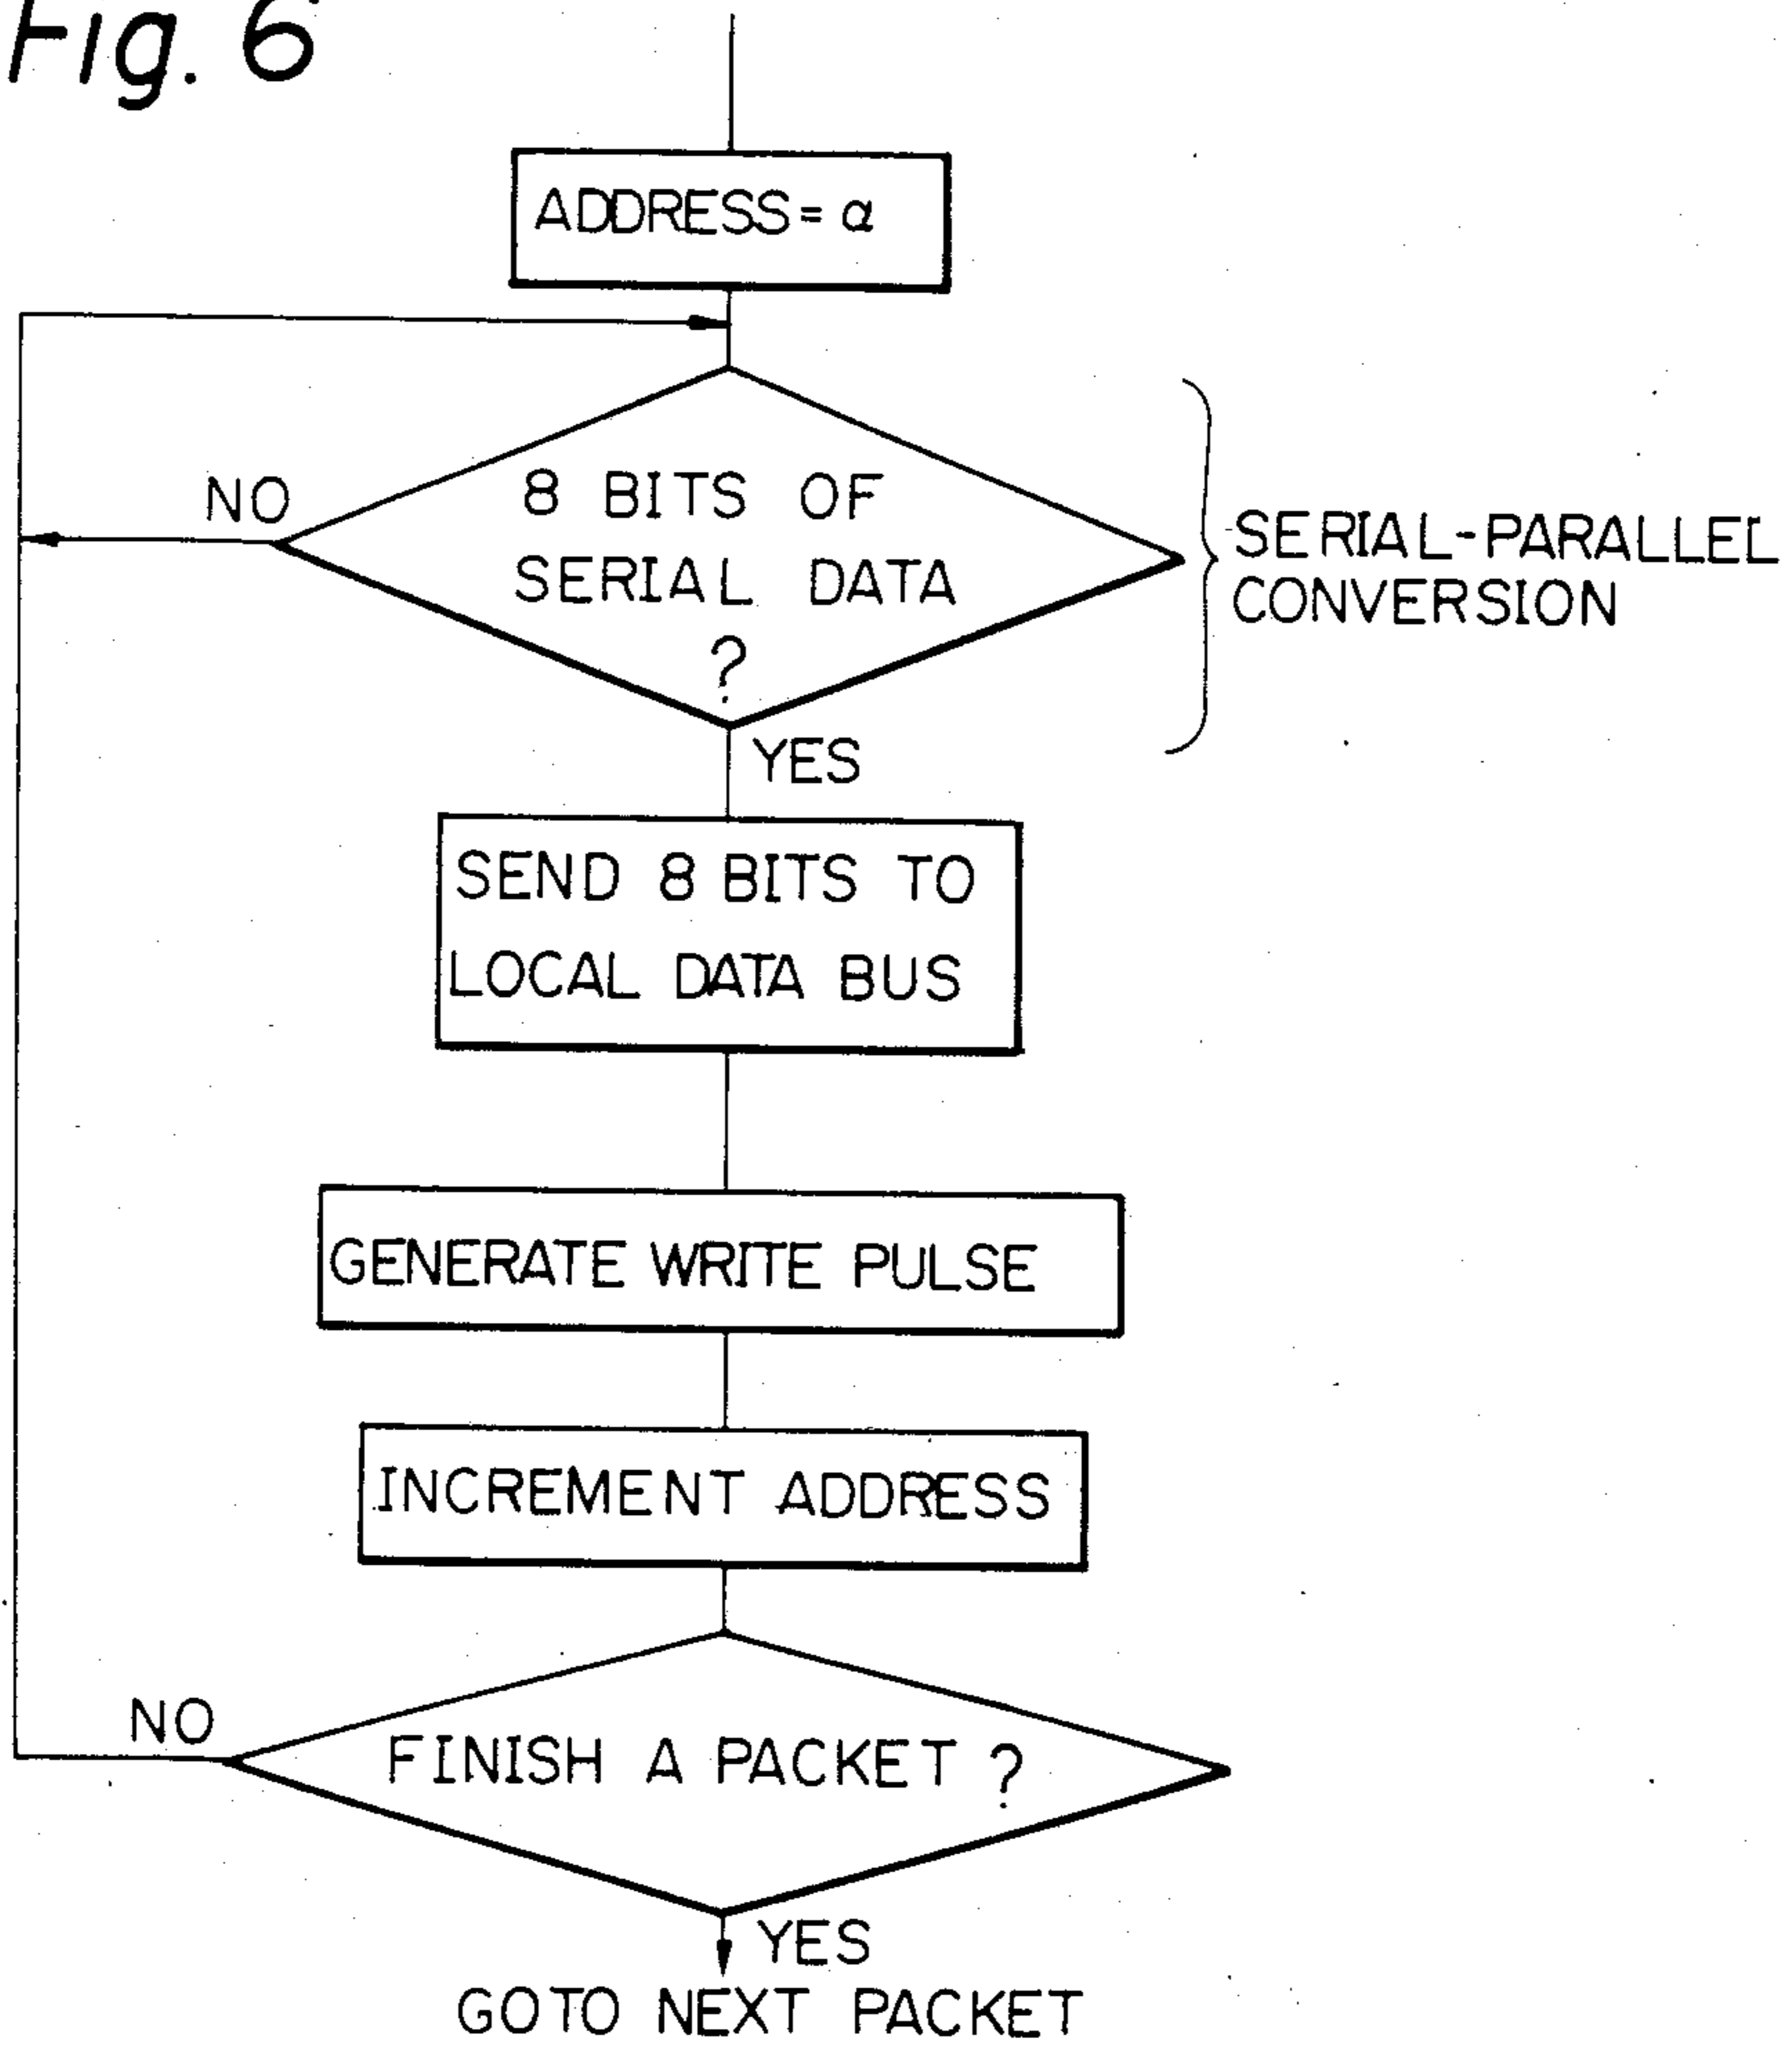 Fig. 6
ADDRESS = α
NO
8 BITS OF
SERIAL DATA
?
SERIAL-PARALLEL
CONVERSION
YES
SEND 8 BITS TO
LOCAL DATA BUS
GENERATE WRITE PULSE
INCREMENT ADDRESS
NO
FINISH A PACKET ?
YES
GOTO NEXT PACKET